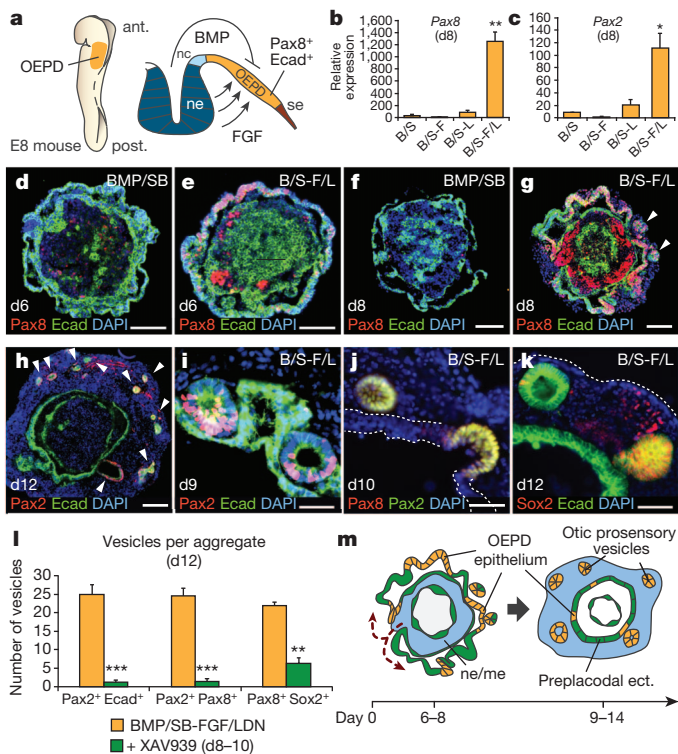 a
ant.
OEPD
E8 mouse
post.
BMP
nc
ne
OEPD
FGF
se
Pax8+
Ecad+
b
Pax8
(d8)
Relative
expression
1,600
1,400
1,200
1,000
800
600
400
200
0
**
B/S
B/S-F
B/S-L
B/S-F/L
c
Pax2
(d8)
160
140
120
100
80
60
40
20
0
*
B/S
B/S-F
B/S-L
B/S-F/L
d
BMP/SB
d6
Pax8 Ecad DAPI
e
B/S-F/L
d6
Pax8 Ecad DAPI
f
BMP/SB
d8
Pax8 Ecad DAPI
g
B/S-F/L
d8
Pax8 Ecad DAPI
h
B/S-F/L
d12
Pax2 Ecad DAPI
i
B/S-F/L
d9
Pax2 Ecad DAPI
j
B/S-F/L
d10
Pax8 Pax2 DAPI
k
B/S-F/L
d12
Sox2 Ecad DAPI
l
Vesicles per aggregate
(d12)
Number of vesicles
30
25
20
15
10
5
0
***
***
**
Pax2+ Ecad+
Pax2+ Pax8+
Pax8+ Sox2+
BMP/SB-FGF/LDN
+ XAV939 (d8–10)
m
OEPD
epithelium
Otic prosensory
vesicles
ne/me
Preplacodal ect.
Day 0
6–8
9–14